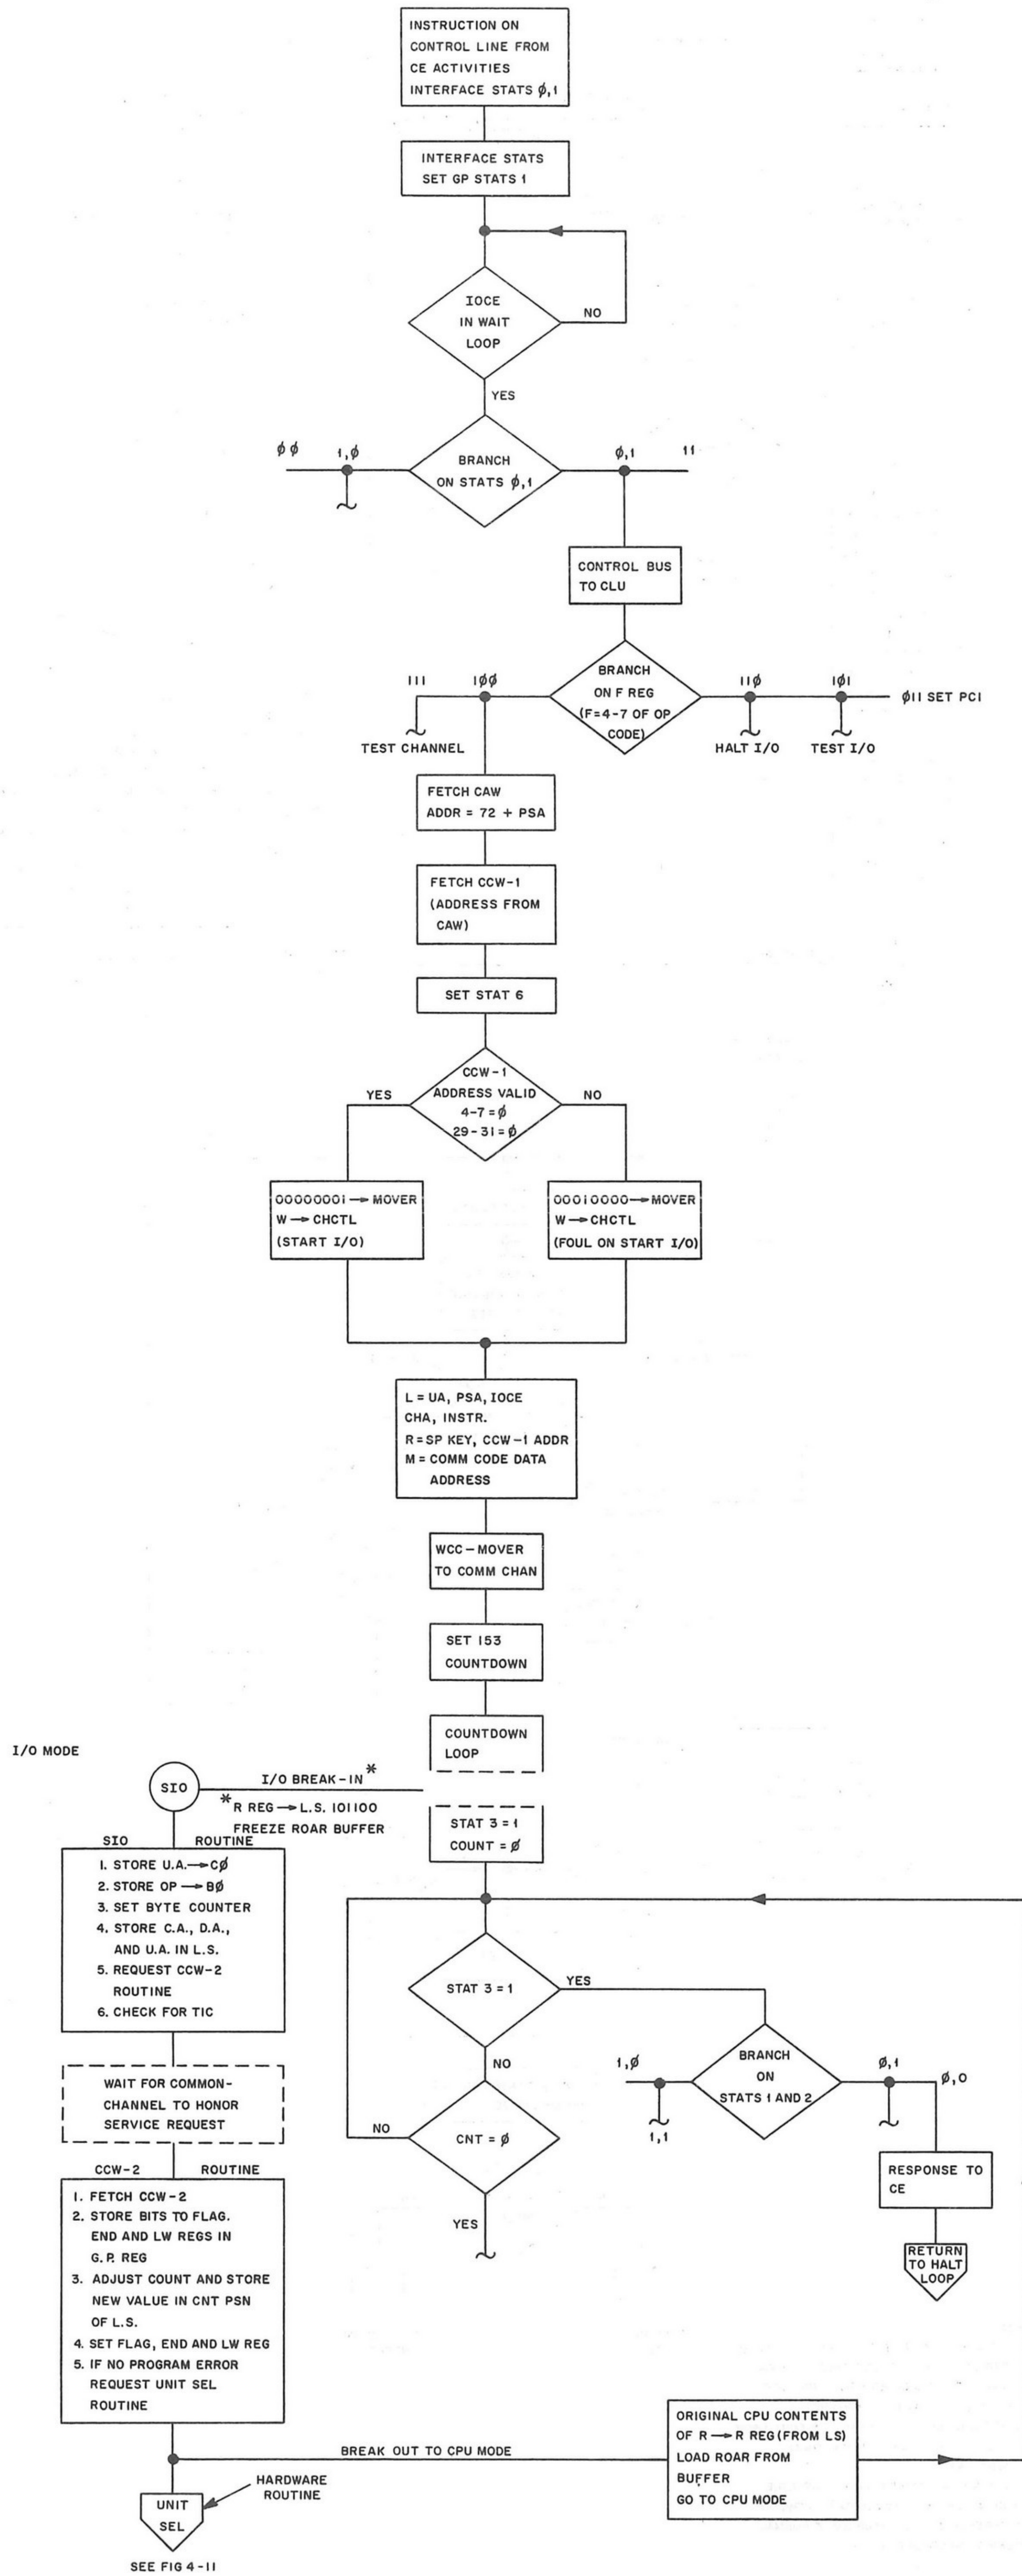 INSTRUCTION ON
CONTROL LINE FROM
CE ACTIVITIES
INTERFACE STATS Ø,1
INTERFACE STATS
SET GP STATS 1
IOCE
IN WAIT
LOOP
NO
YES
ØØ
1,Ø
BRANCH
ON STATS Ø,1
Ø,1
11
CONTROL BUS
TO CLU
BRANCH
ON F REG
(F=4-7 OF OP
CODE)
111
1ØØ
11Ø
1Ø1
Ø11 SET PCI
TEST CHANNEL
HALT I/O
TEST I/O
FETCH CAW
ADDR = 72 + PSA
FETCH CCW-1
(ADDRESS FROM
CAW)
SET STAT 6
CCW-1
ADDRESS VALID
4-7=Ø
29-31=Ø
YES
NO
00000001→MOVER
W→CHCTL
(START I/O)
00010000→MOVER
W→CHCTL
(FOUL ON START I/O)
L = UA, PSA, IOCE
CHA, INSTR.
R=SP KEY, CCW-1 ADDR
M = COMM CODE DATA
ADDRESS
WCC-MOVER
TO COMM CHAN
SET 153
COUNTDOWN
COUNTDOWN
LOOP
I/O MODE
SIO
I/O BREAK-IN*
*R REG→L.S. 101100
FREEZE ROAR BUFFER
STAT 3=1
COUNT = Ø
SIO ROUTINE
1. STORE U.A.→CØ
2. STORE OP→BØ
3. SET BYTE COUNTER
4. STORE C.A., D.A.,
AND U.A. IN L.S.
5. REQUEST CCW-2
ROUTINE
6. CHECK FOR TIC
STAT 3=1
YES
NO
CNT = Ø
NO
YES
BRANCH
ON
STATS 1 AND 2
1,Ø
1,1
Ø,1
Ø,0
RESPONSE TO
CE
RETURN
TO HALT
LOOP
WAIT FOR COMMON-
CHANNEL TO HONOR
SERVICE REQUEST
CCW-2 ROUTINE
1. FETCH CCW-2
2. STORE BITS TO FLAG.
END AND LW REGS IN
G.P. REG
3. ADJUST COUNT AND STORE
NEW VALUE IN CNT PSN
OF L.S.
4. SET FLAG, END AND LW REG
5. IF NO PROGRAM ERROR
REQUEST UNIT SEL
ROUTINE
BREAK OUT TO CPU MODE
ORIGINAL CPU CONTENTS
OF R→R REG (FROM LS)
LOAD ROAR FROM
BUFFER
GO TO CPU MODE
HARDWARE
ROUTINE
UNIT
SEL
SEE FIG 4-11